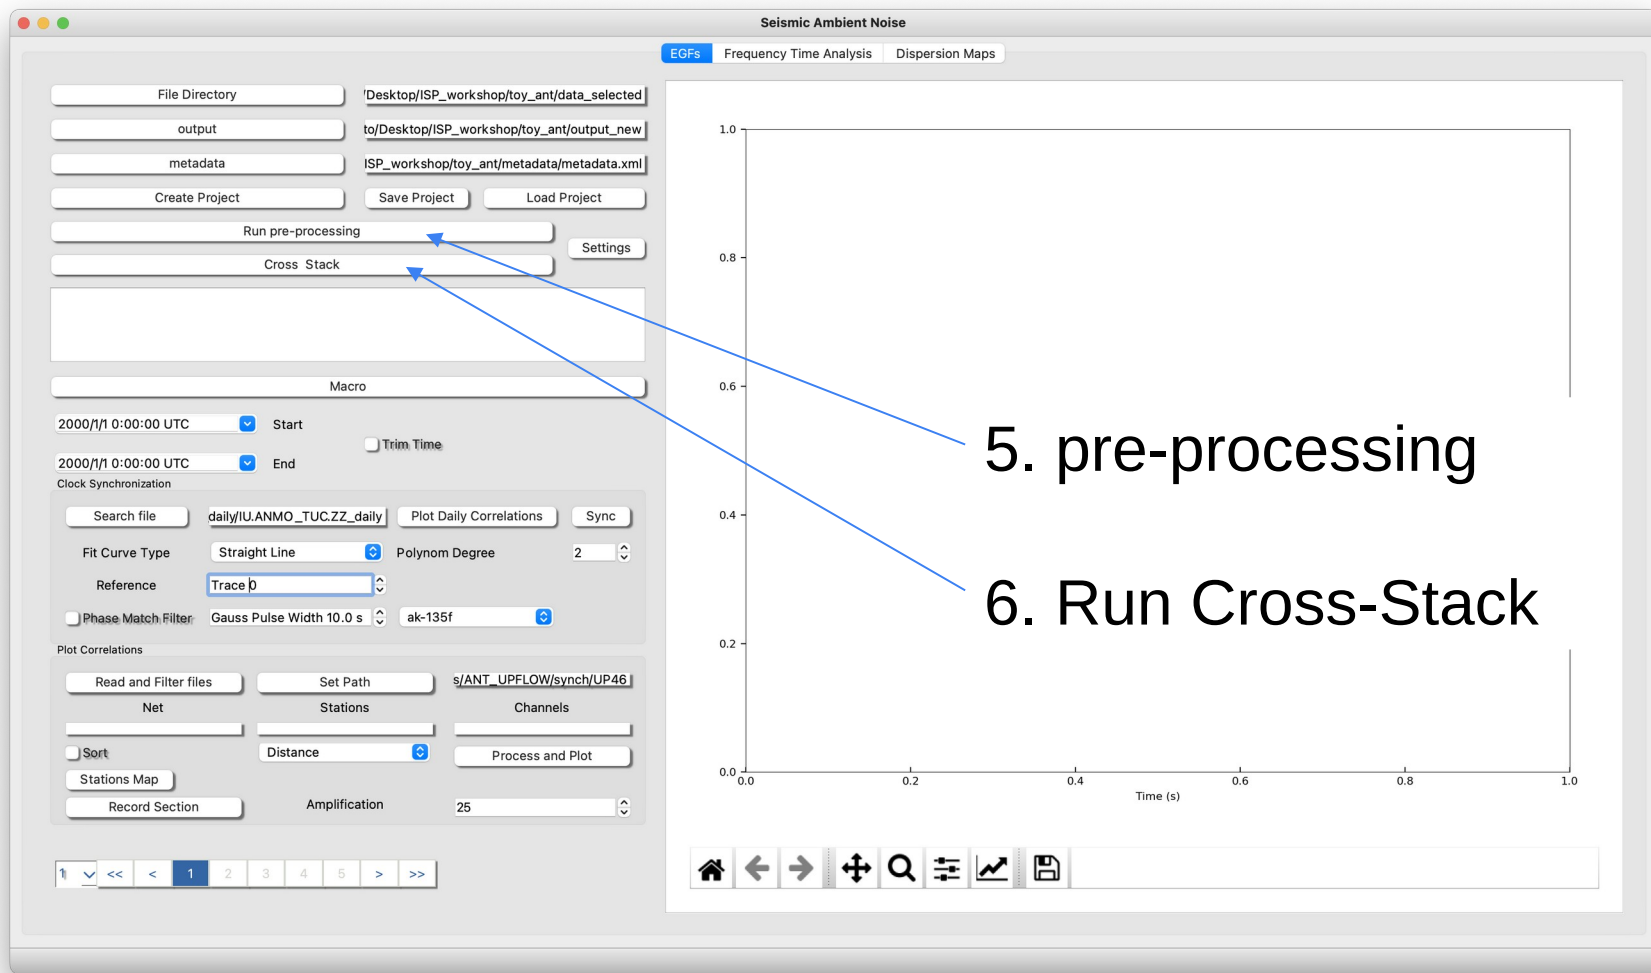 Seismic Ambient Noise
EGFs Frequency Time Analysis Dispersion Maps
File Directory /Desktop/ISP_workshop/toy_ant/data_selected
output to/Desktop/ISP_workshop/toy_ant/output_new
metadata ISP_workshop/toy_ant/metadata/metadata.xml
Create Project Save Project Load Project
Run pre-processing
Settings
Cross Stack
Macro
2000/1/1 0:00:00 UTC Start
Trim Time
2000/1/1 0:00:00 UTC End
Clock Synchronization
Search file daily/IU.ANMO_TUC.ZZ_daily Plot Daily Correlations Sync
Fit Curve Type Straight Line Polynom Degree 2
Reference Trace 0
Phase Match Filter Gauss Pulse Width 10.0 s ak-135f
Plot Correlations
Read and Filter files Set Path s/ANT_UPFLOW/synch/UP46
Net Stations Channels
Sort Distance Process and Plot
Stations Map
Record Section Amplification 25
1 << < 1 2 3 4 5 > >>
1.0
0.8
0.6
0.4
0.2
0.0
0.0 0.2 0.4 0.6 0.8 1.0
Time (s)
5. pre-processing
6. Run Cross-Stack